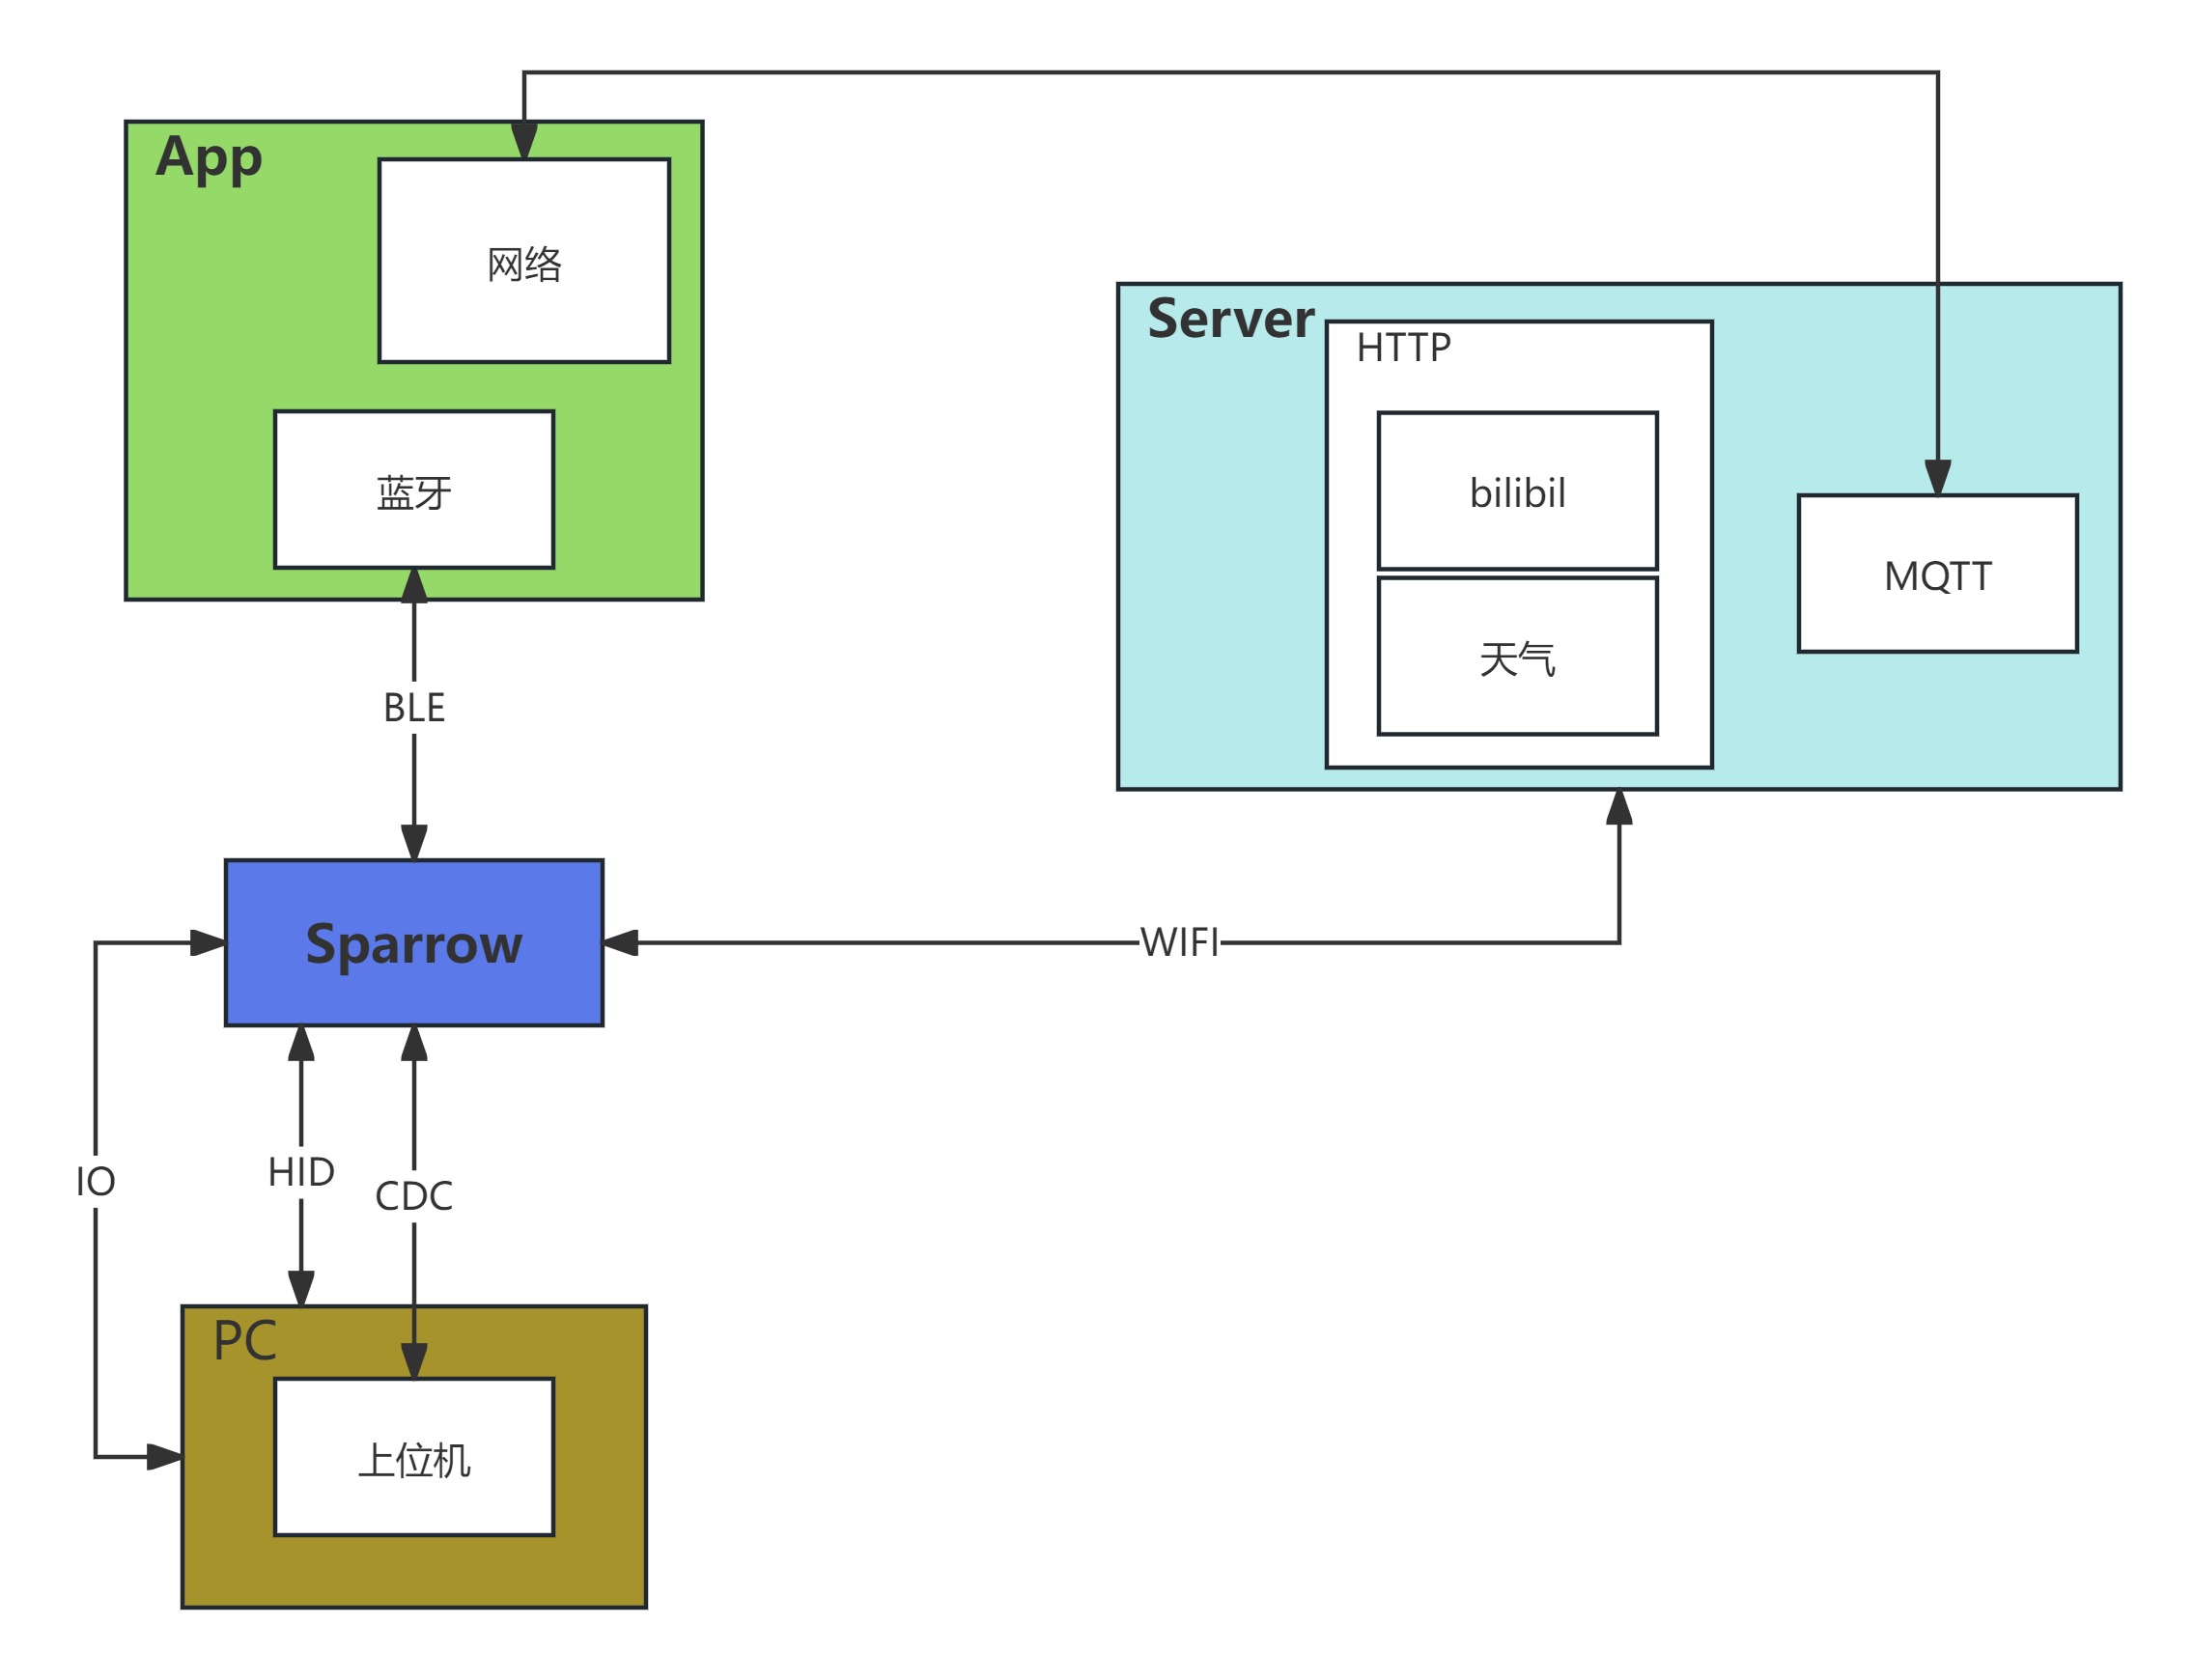 App
网络
蓝牙
Server
HTTP
bilibil
天气
MQTT
BLE
Sparrow
WIFI
IO
HID
CDC
PC
上位机